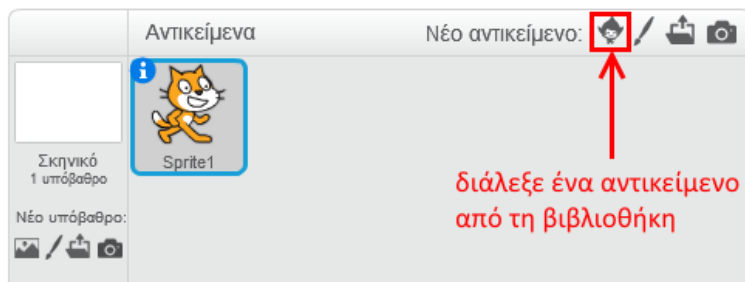 Αντικείμενα
Νέο αντικείμενο:
Sprite1
Σκηνικό
1 υπόβαθρο
Νέο υπόβαθρο:
διάλεξε ένα αντικείμενο
από τη βιβλιοθήκη